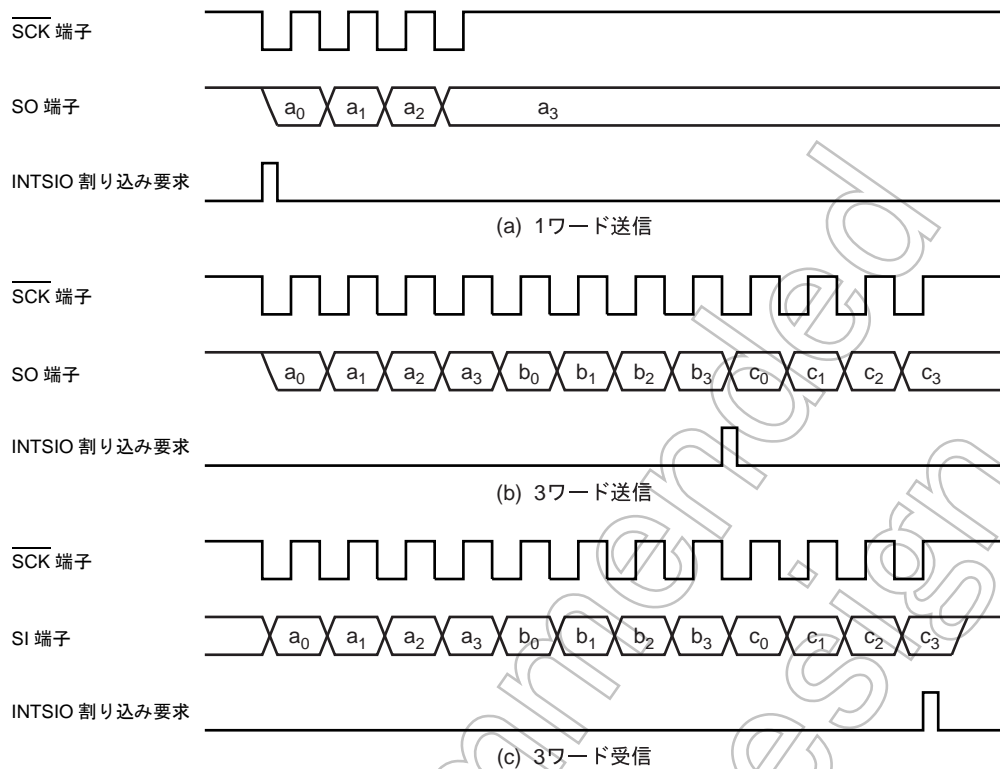 SCK 端子
SO 端子
a0 a1 a2 a3
INTSIO 割り込み要求
(a) 1ワード送信
SCK 端子
SO 端子
a0 a1 a2 a3 b0 b1 b2 b3 c0 c1 c2 c3
INTSIO 割り込み要求
(b) 3ワード送信
SCK 端子
SI 端子
a0 a1 a2 a3 b0 b1 b2 b3 c0 c1 c2 c3
INTSIO 割り込み要求
(c) 3ワード受信